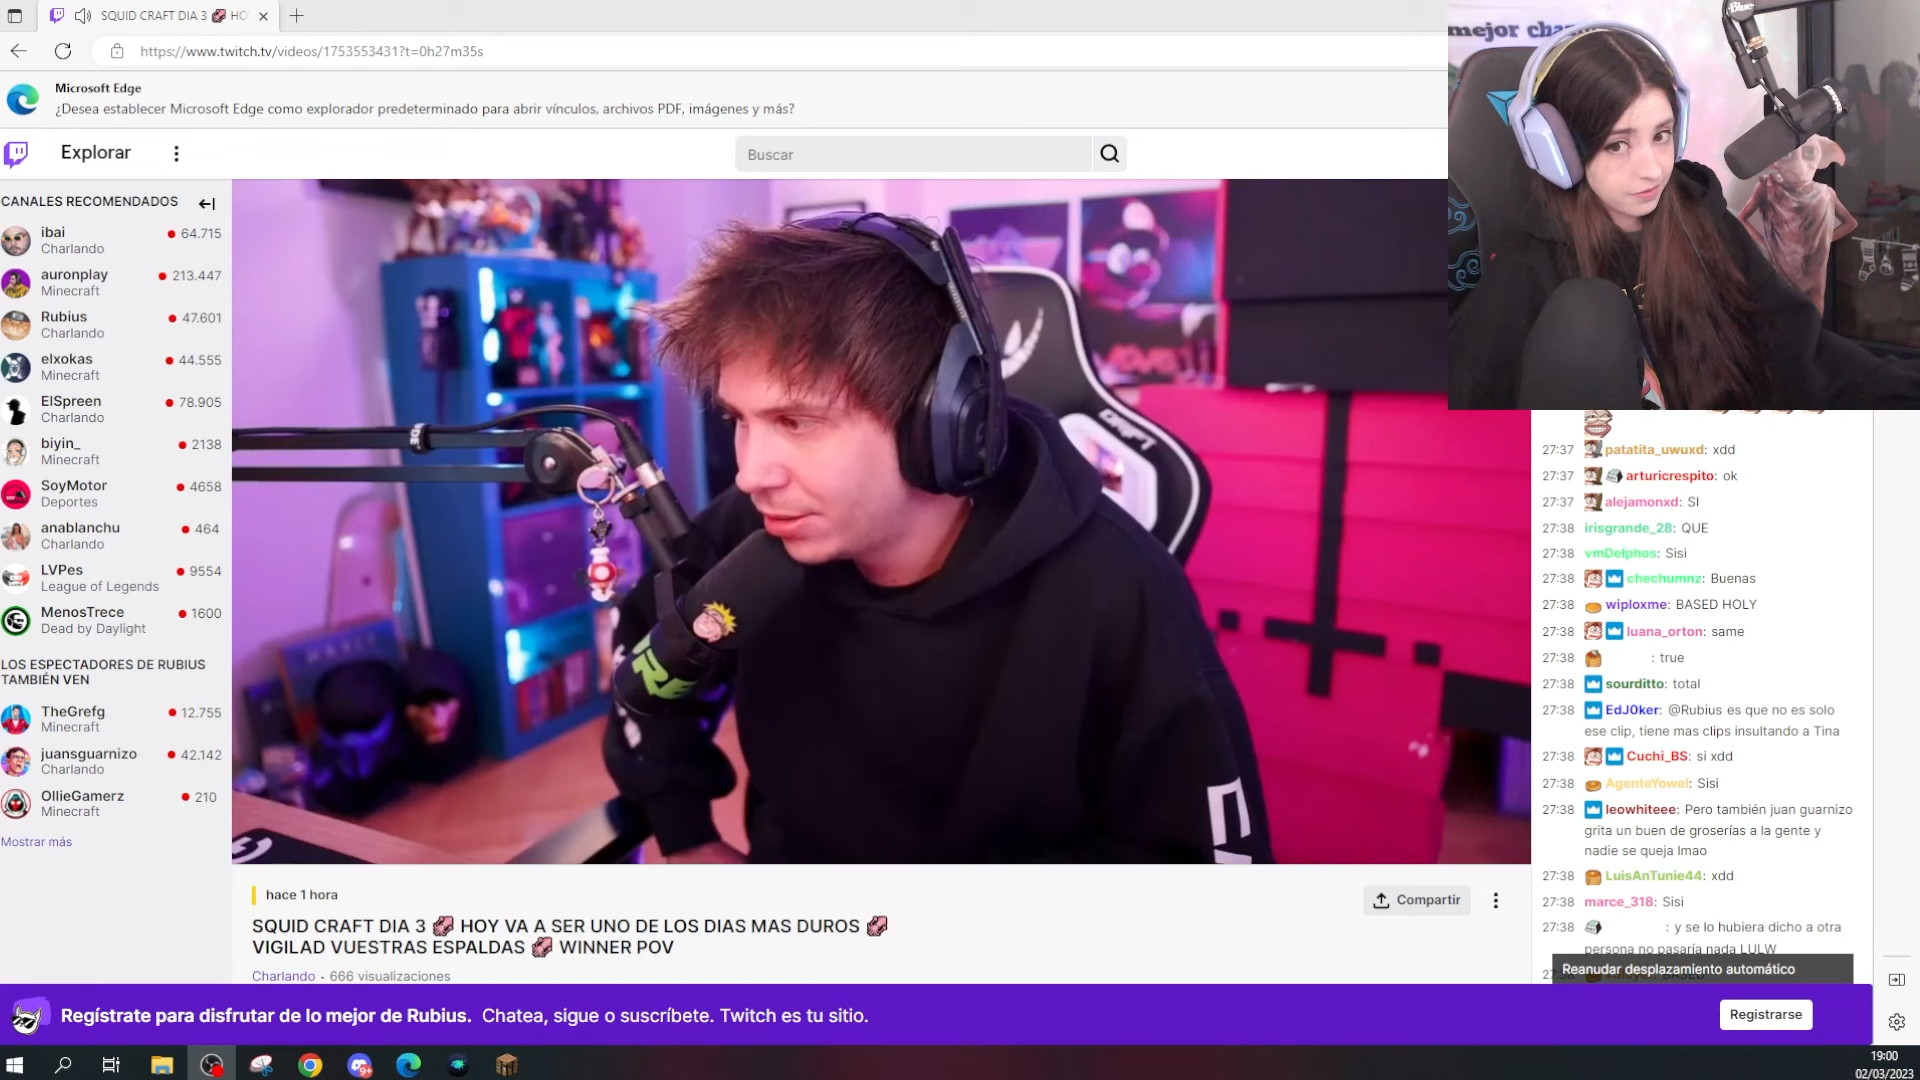 SQUID CRAFT DIA 3 🦑 HO
https://www.twitch.tv/videos/1753553431?t=0h27m35s
Microsoft Edge
¿Desea establecer Microsoft Edge como explorador predeterminado para abrir vínculos, archivos PDF, imágenes y más?
Explorar
Buscar
CANALES RECOMENDADOS
ibai 64.715
Charlando
auronplay 213.447
Minecraft
Rubius 47.601
Charlando
elxokas 44.555
Minecraft
ElSpreen 78.905
Charlando
biyin_ 2138
Minecraft
SoyMotor 4658
Deportes
anablanchu 464
Charlando
LVPes 9554
League of Legends
MenosTrece 1600
Dead by Daylight
LOS ESPECTADORES DE RUBIUS
TAMBIÉN VEN
TheGrefg 12.755
Minecraft
juansguarnizo 42.142
Charlando
OllieGamerz 210
Minecraft
Mostrar más
mejor
Blue
DRIFT
hace 1 hora
Compartir
SQUID CRAFT DIA 3 🦑 HOY VA A SER UNO DE LOS DIAS MAS DUROS 🦑
VIGILAD VUESTRAS ESPALDAS 🦑 WINNER POV
Charlando · 666 visualizaciones
27:37 patatita_uwuxd: xdd
27:37 arturicrespito: ok
27:37 alejamonxd: SI
27:38 irisgrande_28: QUE
27:38 vmDelphos: Sisi
27:38 chechumnz: Buenas
27:38 wiploxme: BASED HOLY
27:38 luana_orton: same
27:38 : true
27:38 sourditto: total
27:38 EdJ0ker: @Rubius es que no es solo
ese clip, tiene mas clips insultando a Tina
27:38 Cuchi_BS: si xdd
27:38 AgenteYowel: Sisi
27:38 leowhiteee: Pero también juan guarnizo
grita un buen de groserías a la gente y
nadie se queja lmao
27:38 LuisAnTunie44: xdd
27:38 marce_318: Sisi
27:38 : y se lo hubiera dicho a otra
persona no pasaría nada LULW
Reanudar desplazamiento automático
Regístrate para disfrutar de lo mejor de Rubius. Chatea, sigue o suscríbete. Twitch es tu sitio.
Registrarse
9+
19:00
02/03/2023